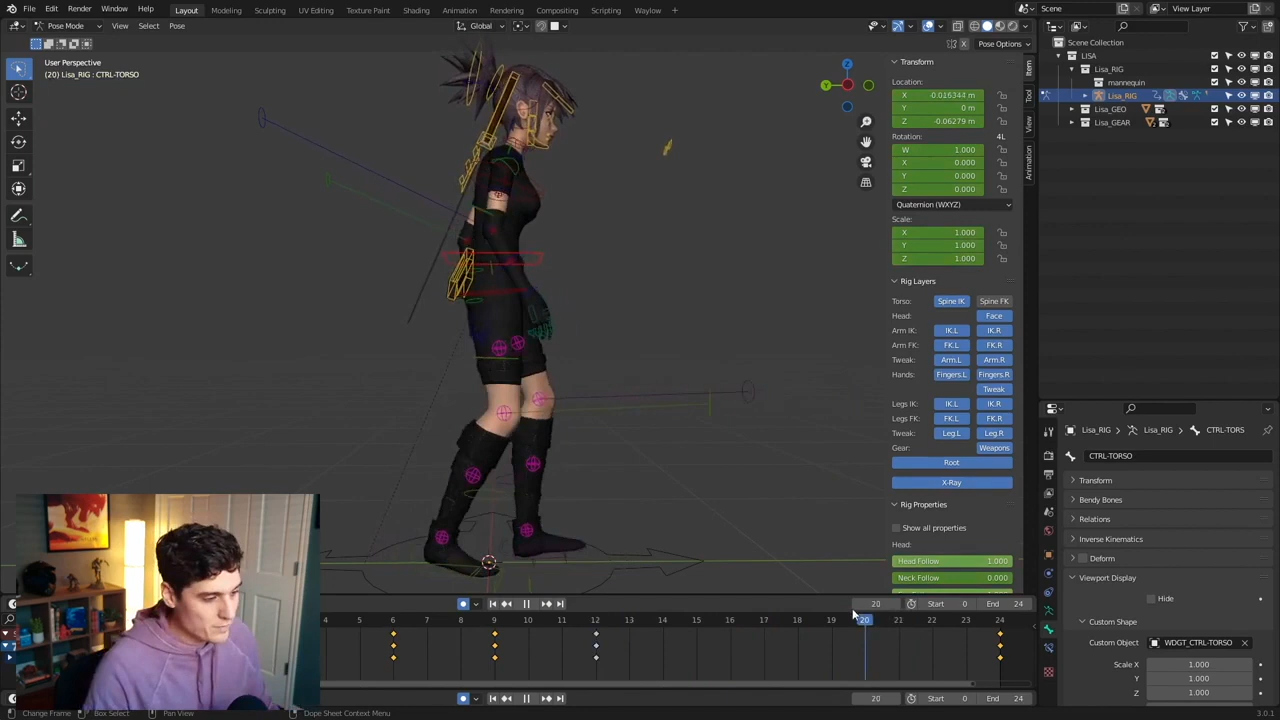 File Edit Render Window Help Layout Modeling Sculpting UV Editing Texture Paint Shading Animation Rendering Compositing Scripting Waylow + Scene View Layer
Pose Mode View Select Pose Global
X Pose Options
User Perspective
(20) Lisa_RIG : CTRL-TORSO
Z
Y
Transform
Location:
X -0.016344 m
Y 0 m
Z -0.06279 m
Rotation: 4L
W 1.000
X 0.000
Y 0.000
Z 0.000
Quaternion (WXYZ)
Scale:
X 1.000
Y 1.000
Z 1.000
Rig Layers
Torso: Spine IK Spine FK
Head: Face
Arm IK: IK.L IK.R
Arm FK: FK.L FK.R
Tweak: Arm.L Arm.R
Hands: Fingers.L Fingers.R
Tweak
Legs IK: IK.L IK.R
Legs FK: FK.L FK.R
Tweak: Leg.L Leg.R
Gear: Weapons
Root
X-Ray
Rig Properties
Show all properties
Head:
Head Follow 1.000
Neck Follow 0.000
Item
Tool
View
Animation
Scene Collection
LISA
Lisa_RIG
mannequin
Lisa_RIG
Lisa_GEO
Lisa_GEAR
Lisa_RIG Lisa_RIG CTRL-TORS
CTRL-TORSO
Transform
Bendy Bones
Relations
Inverse Kinematics
Deform
Viewport Display
Hide
Custom Shape
Custom Object WDGT_CTRL-TORSO
Scale X 1.000
Y 1.000
Z 1.000
20 Start 0 End 24
4 5 6 7 8 9 10 11 12 13 14 15 16 17 18 19 20 21 22 23 24
20 Start 0 End 24
Change Frame Box Select Pan View Dope Sheet Context Menu 3.0.1